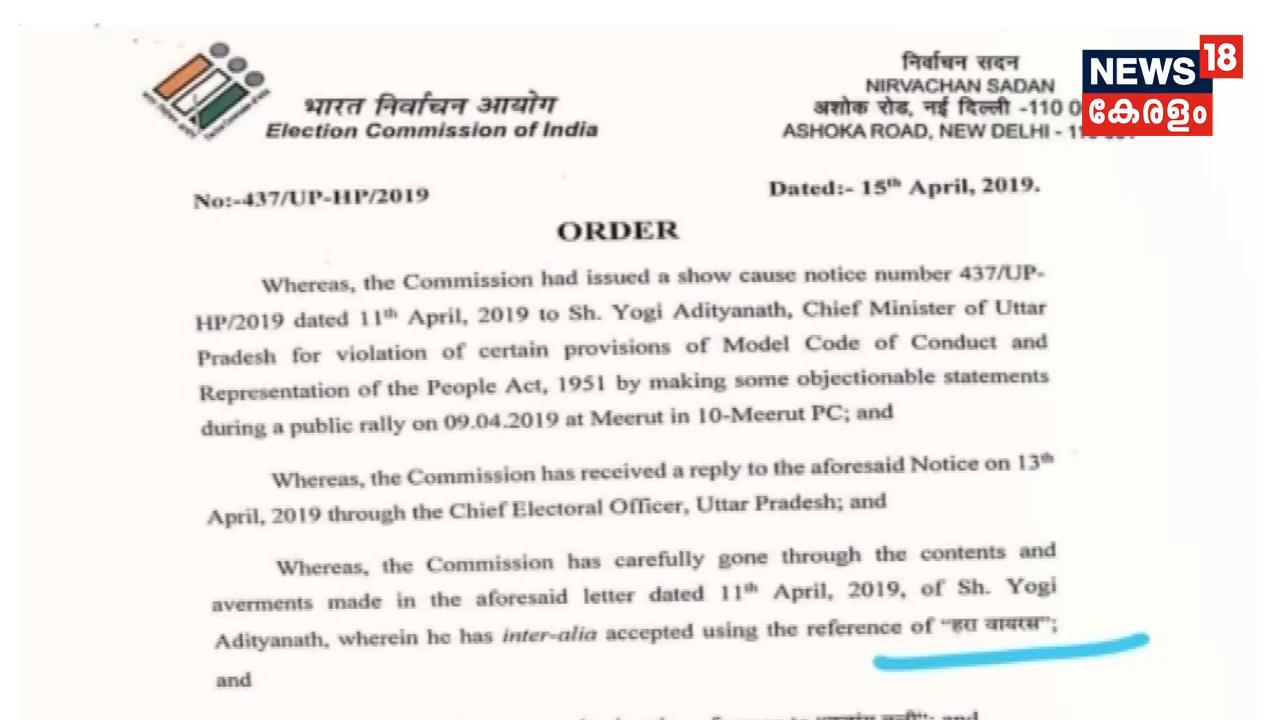 भारत निर्वाचन आयोग
Election Commission of India
निर्वाचन सदन
NIRVACHAN SADAN
अशोक रोड, नई दिल्ली -110
ASHOKA ROAD, NEW DELHI -
NEWS 18
കേരളം
No:-437/UP-HP/2019
Dated:- 15th April, 2019.
ORDER
Whereas, the Commission had issued a show cause notice number 437/UP-
HP/2019 dated 11th April, 2019 to Sh. Yogi Adityanath, Chief Minister of Uttar
Pradesh for violation of certain provisions of Model Code of Conduct and
Representation of the People Act, 1951 by making some objectionable statements
during a public rally on 09.04.2019 at Meerut in 10-Meerut PC; and
Whereas, the Commission has received a reply to the aforesaid Notice on 13th
April, 2019 through the Chief Electoral Officer, Uttar Pradesh; and
Whereas, the Commission has carefully gone through the contents and
averments made in the aforesaid letter dated 11th April, 2019, of Sh. Yogi
Adityanath, wherein he has inter-alia accepted using the reference of "हरा वायरस";
and